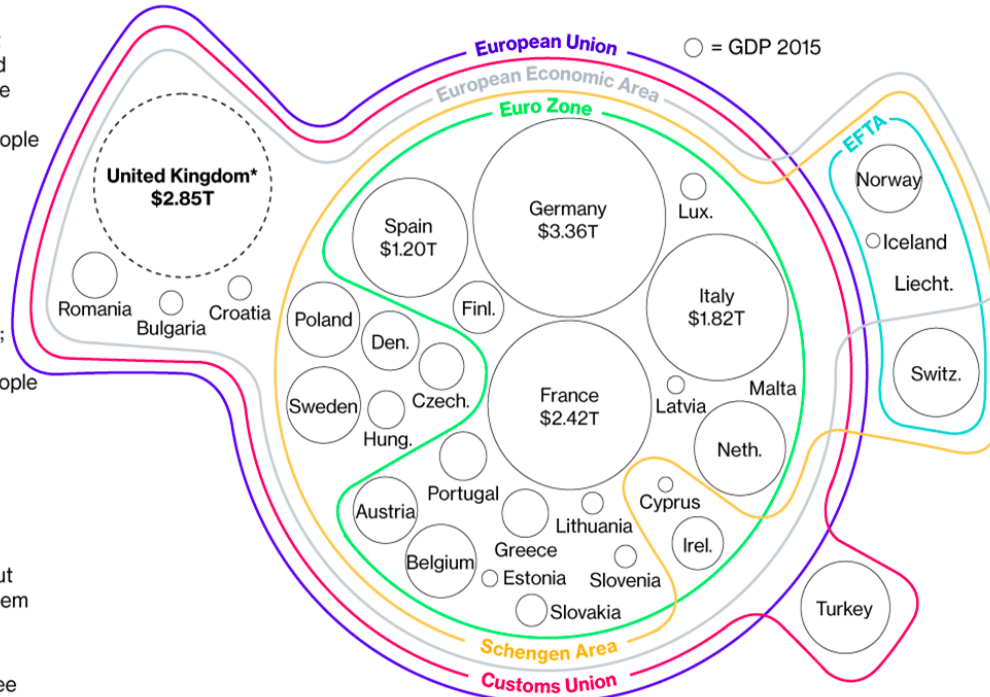 ople
ople
ut
em
ee
European Union
European Economic Area
Euro Zone
= GDP 2015
EFTA
United Kingdom*
$2.85T
Romania
Bulgaria
Croatia
Spain
$1.20T
Germany
$3.36T
Lux.
Norway
Iceland
Liecht.
Switz.
Poland
Den.
Finl.
Italy
$1.82T
Sweden
Czech.
Hung.
France
$2.42T
Latvia
Malta
Neth.
Portugal
Austria
Greece
Lithuania
Cyprus
Belgium
Estonia
Slovenia
Irel.
Slovakia
Turkey
Schengen Area
Customs Union